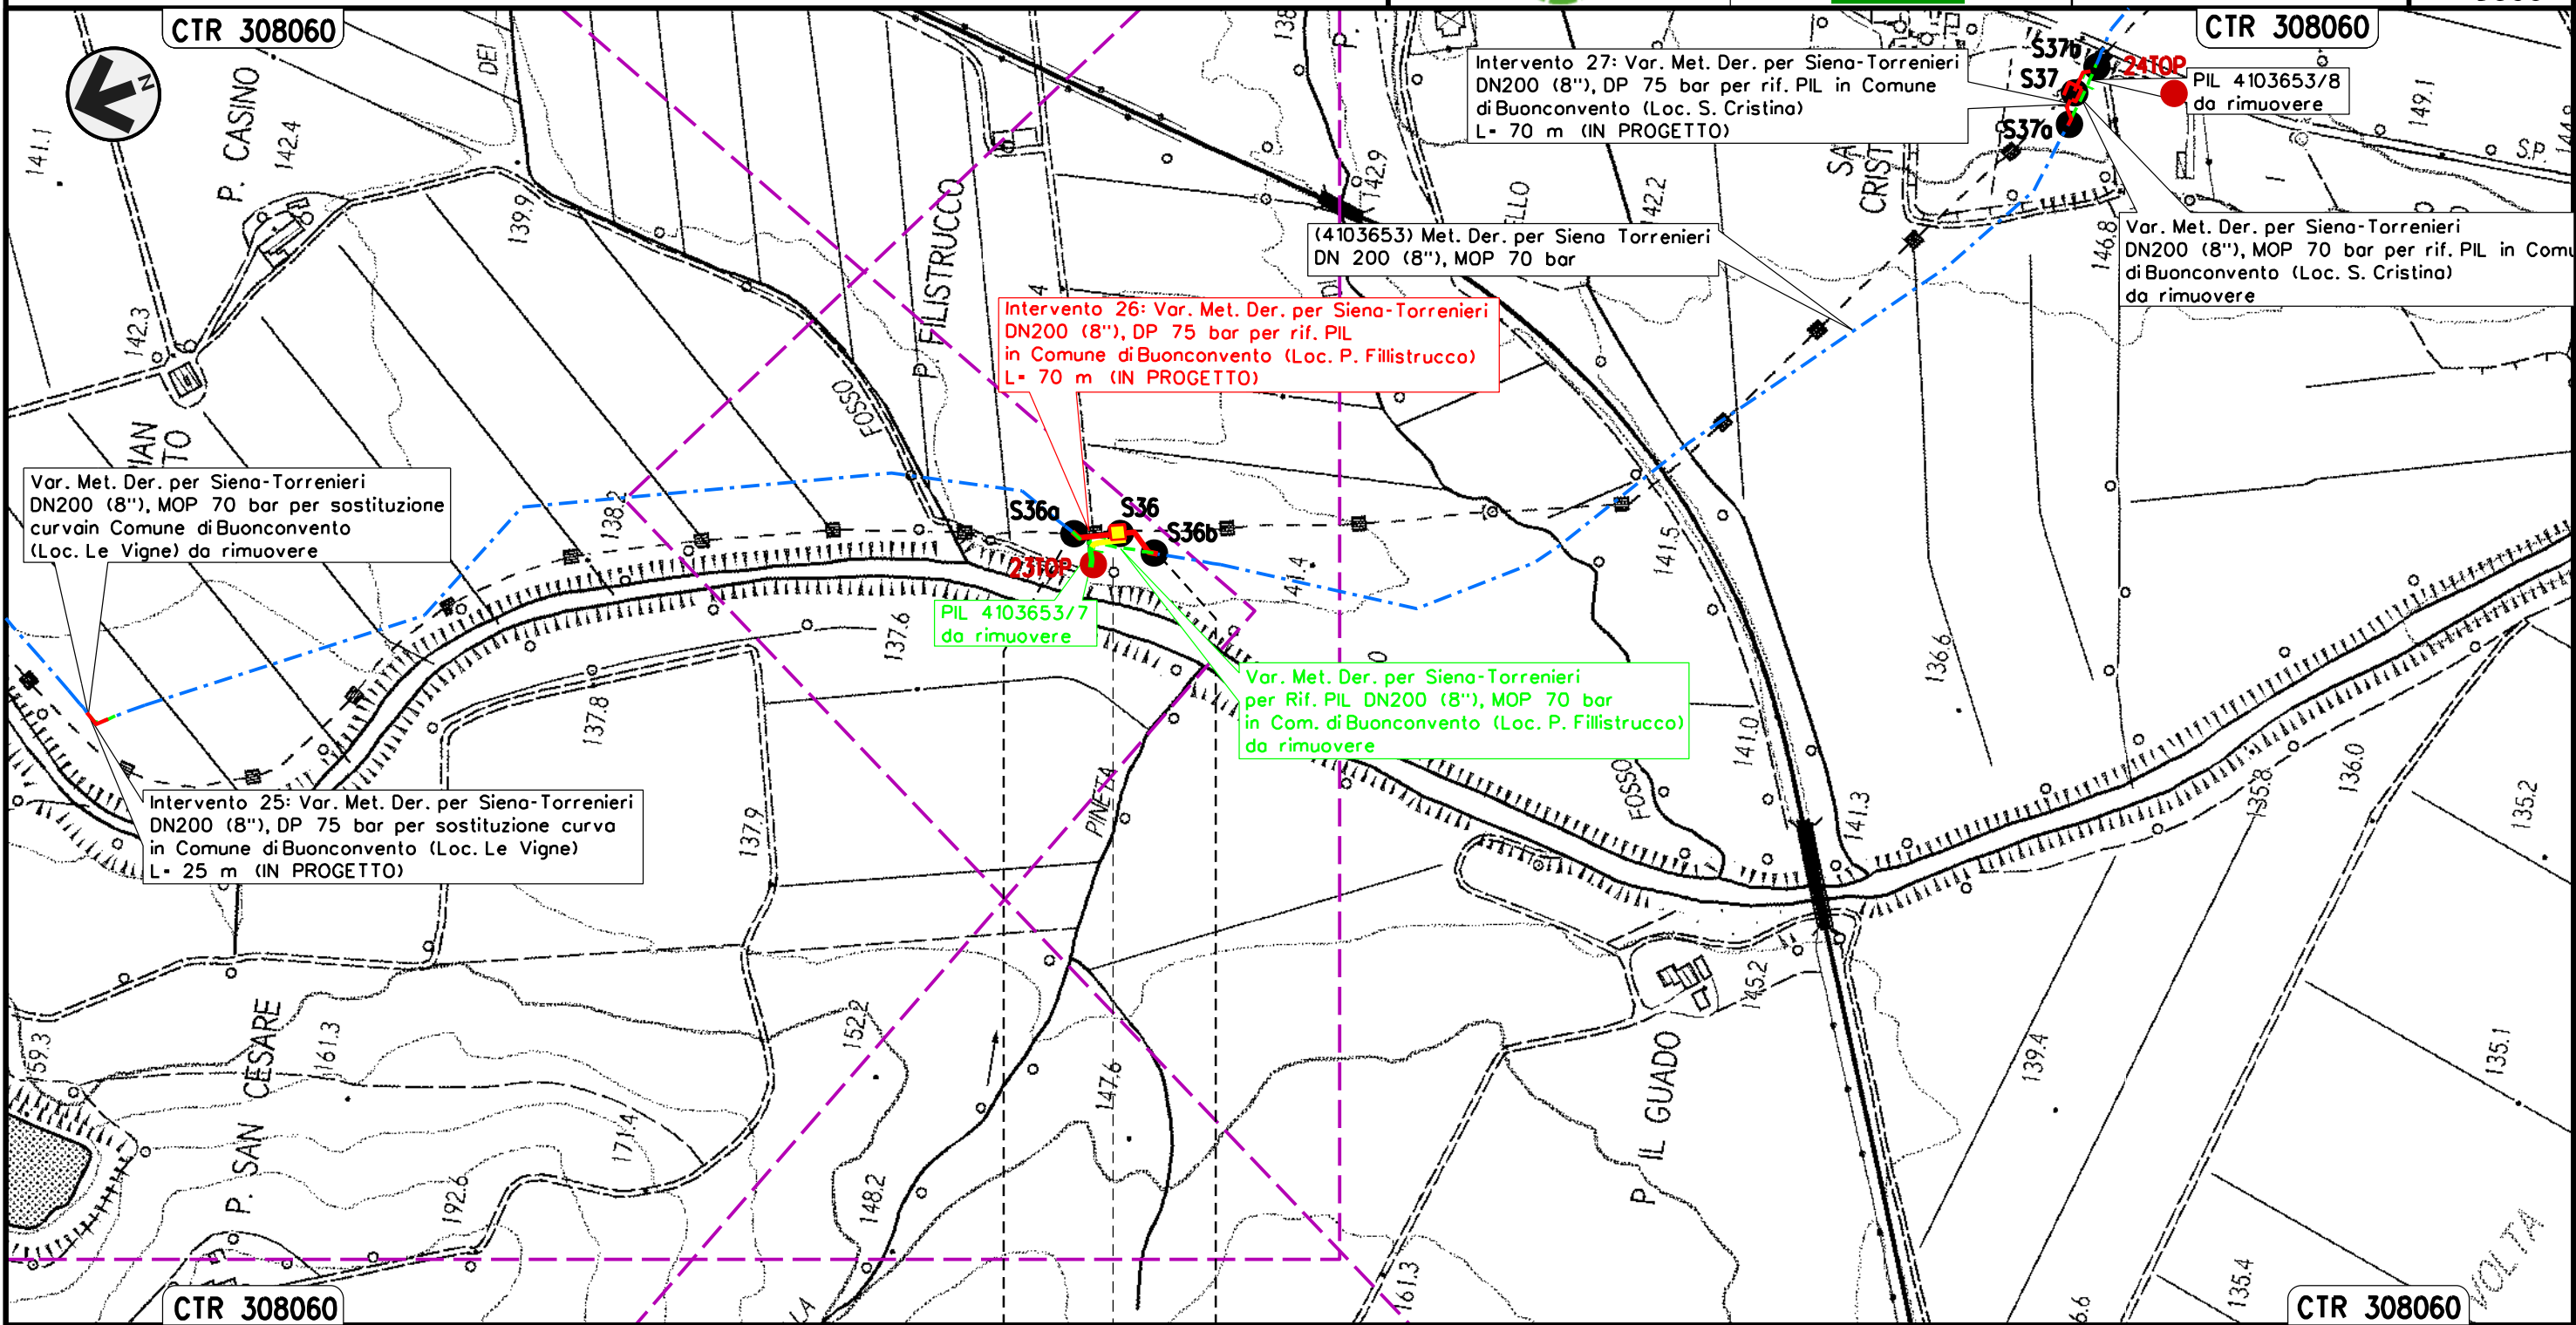 CTR 308060
CTR 308060
N
DEI
P. CASINO
142.4
141.1
139.9
142.3
P. FILISTRUCCO
142.9
142.2
Intervento 27: Var. Met. Der. per Siena-Torrenieri
DN200 (8"), DP 75 bar per rif. PIL in Comune
di Buonconvento (Loc. S. Cristina)
L= 70 m (IN PROGETTO)
S37b
S37
S37a
24TOP
PIL 4103653/8
da rimuovere
149.1
S.P.
(4103653) Met. Der. per Siena Torrenieri
DN 200 (8"), MOP 70 bar
146.8
Var. Met. Der. per Siena-Torrenieri
DN200 (8"), MOP 70 bar per rif. PIL in Comu
di Buonconvento (Loc. S. Cristina)
da rimuovere
Intervento 26: Var. Met. Der. per Siena-Torrenieri
DN200 (8"), DP 75 bar per rif. PIL
in Comune di Buonconvento (Loc. P. Fillistrucco)
L= 70 m (IN PROGETTO)
FOSSO
Var. Met. Der. per Siena-Torrenieri
DN200 (8"), MOP 70 bar per sostituzione
curvain Comune di Buonconvento
(Loc. Le Vigne) da rimuovere
138.2
S36a
S36
S36b
23TOP
PIL 4103653/7
da rimuovere
141.4
141.5
137.6
137.8
136.6
Var. Met. Der. per Siena-Torrenieri
per Rif. PIL DN200 (8"), MOP 70 bar
in Com. di Buonconvento (Loc. P. Fillistrucco)
da rimuovere
141.0
Intervento 25: Var. Met. Der. per Siena-Torrenieri
DN200 (8"), DP 75 bar per sostituzione curva
in Comune di Buonconvento (Loc. Le Vigne)
L= 25 m (IN PROGETTO)
137.9
PINETA
FOSSO
141.3
135.8
136.0
135.2
145.2
159.3
P. SAN CESARE
161.3
152.2
171.4
147.6
P IL GUADO
139.4
135.1
192.6
148.2
161.3
135.4
VOLTA
CTR 308060
CTR 308060